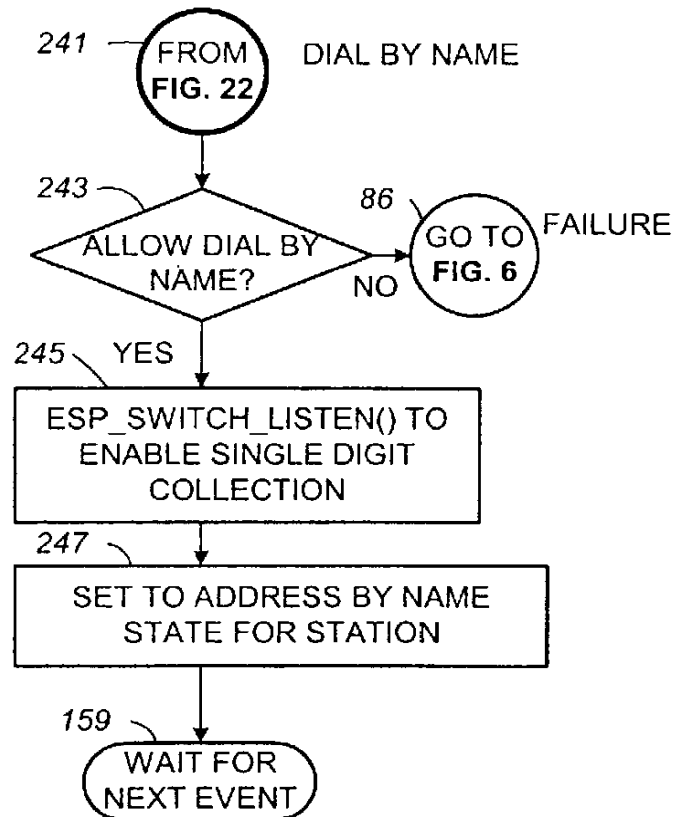 241
FROM
FIG. 22
DIAL BY NAME
243
ALLOW DIAL BY
NAME?
86
GO TO
FIG. 6
FAILURE
NO
YES
245
ESP_SWITCH_LISTEN() TO
ENABLE SINGLE DIGIT
COLLECTION
247
SET TO ADDRESS BY NAME
STATE FOR STATION
159
WAIT FOR
NEXT EVENT